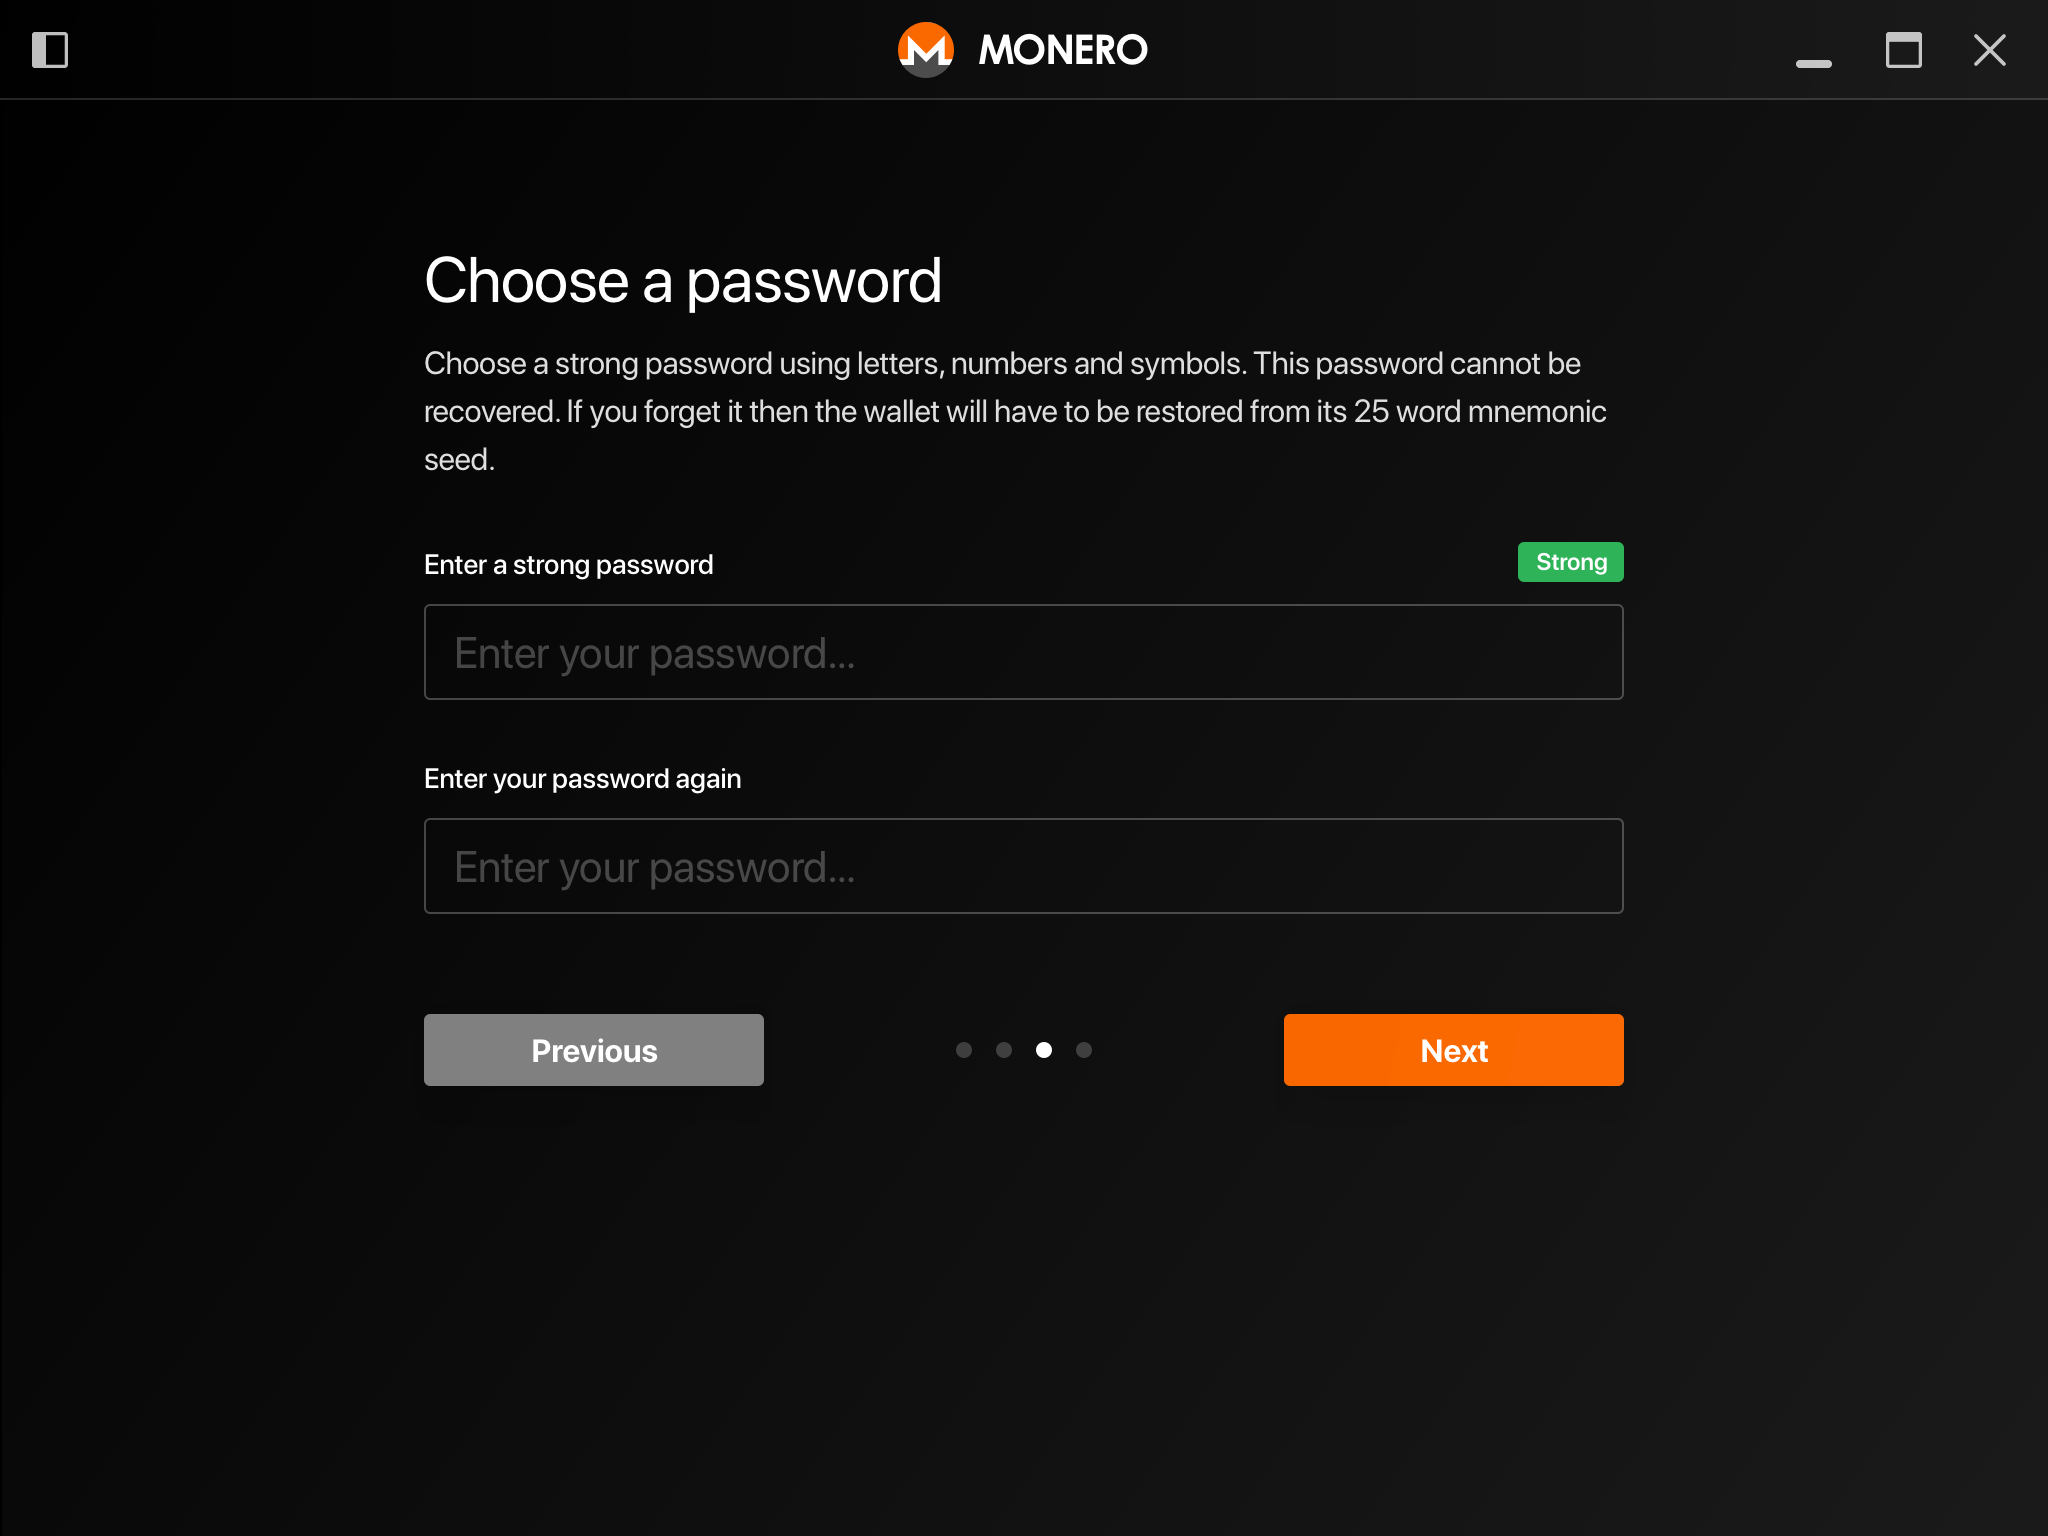 MONERO
Choose a password
Choose a strong password using letters, numbers and symbols. This password cannot be
recovered. If you forget it then the wallet will have to be restored from its 25 word mnemonic
seed.
Enter a strong password
Strong
Enter your password...
Enter your password again
Enter your password...
Previous
Next